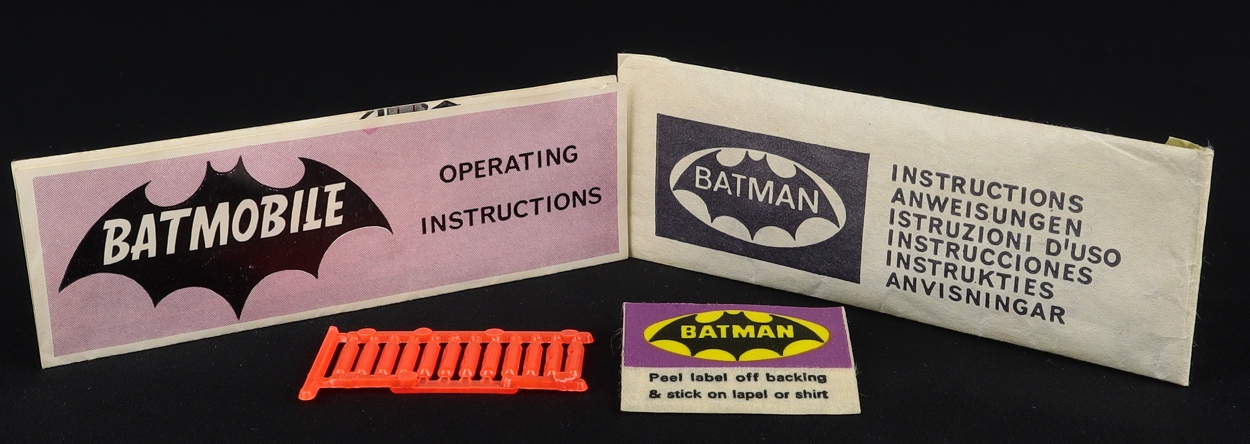 BATMOBILE
OPERATING
INSTRUCTIONS
BATMAN
INSTRUCTIONS
ANWEISUNGEN
ISTRUZIONI D'USO
INSTRUCCIONES
INSTRUKTIES
ANVISNINGAR
BATMAN
Peel label off backing
& stick on lapel or shirt